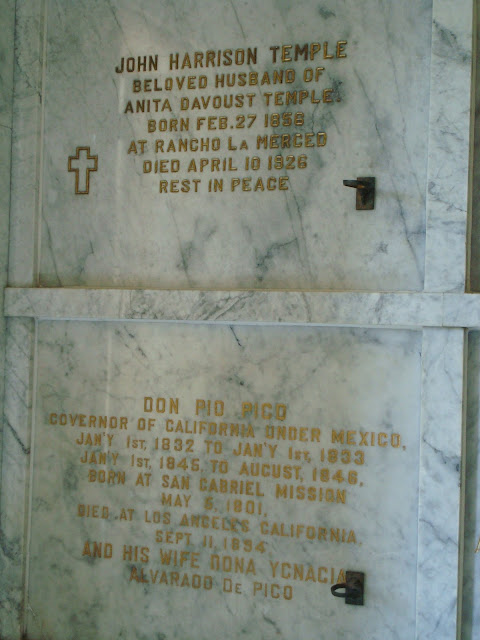 JOHN HARRISON TEMPLE
BELOVED HUSBAND OF
ANITA DAVOUST TEMPLE
BORN FEB. 27 1856
AT RANCHO LA MERCED
DIED APRIL 10 1926
REST IN PEACE
DON PIO PICO
GOVERNOR OF CALIFORNIA UNDER MEXICO,
JAN'Y 1ST, 1832 TO JAN'Y 1ST, 1833
JAN'Y 1ST, 1845, TO AUGUST, 1846,
BORN AT SAN GABRIEL MISSION
MAY 5, 1801,
DIED AT LOS ANGELES, CALIFORNIA,
SEPT. 11 1894
AND HIS WIFE DONA YGNACIA
ALVARADO DE PICO